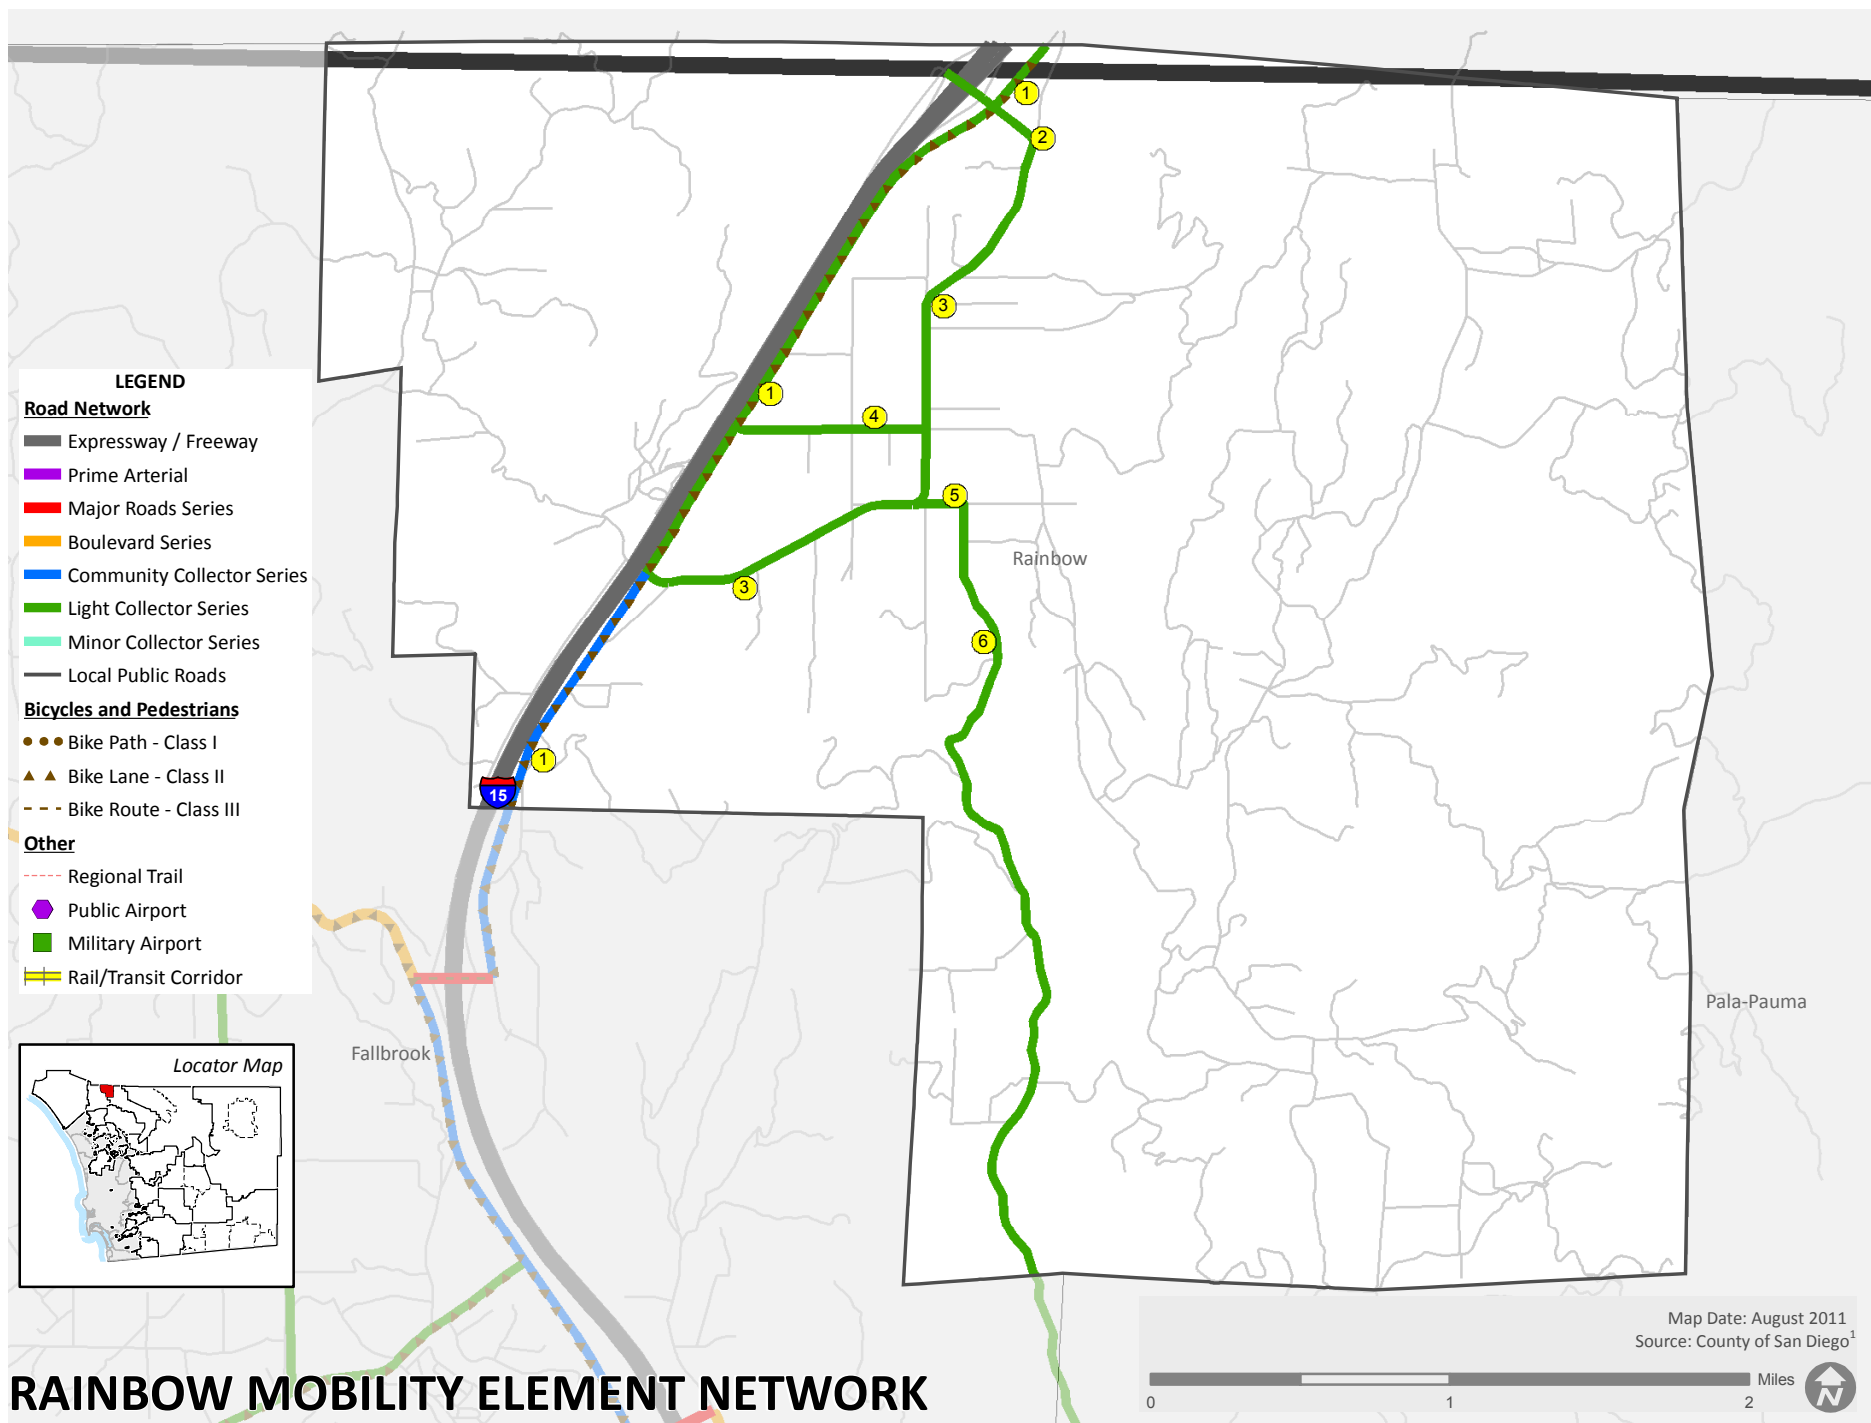 1
2
3
1
4
5
Rainbow
3
6
1
15
LEGEND
Road Network
Expressway / Freeway
Prime Arterial
Major Roads Series
Boulevard Series
Community Collector Series
Light Collector Series
Minor Collector Series
Local Public Roads
Bicycles and Pedestrians
Bike Path - Class I
Bike Lane - Class II
Bike Route - Class III
Other
Regional Trail
Public Airport
Military Airport
Rail/Transit Corridor
Pala-Pauma
Fallbrook
Locator Map
Map Date: August 2011
Source: County of San Diego1
Miles
0 1 2
N
RAINBOW MOBILITY ELEMENT NETWORK